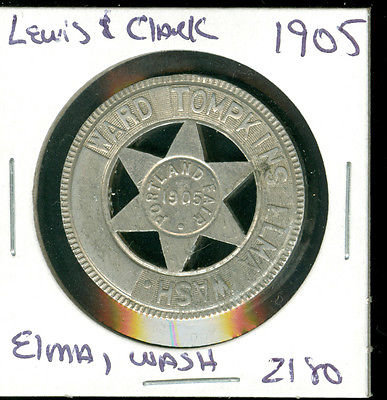 Lewis & Clark 1905
WARD TOMPKINS ELMA WASH.
PORTLAND FAIR
1905
Elma, WASH 2180